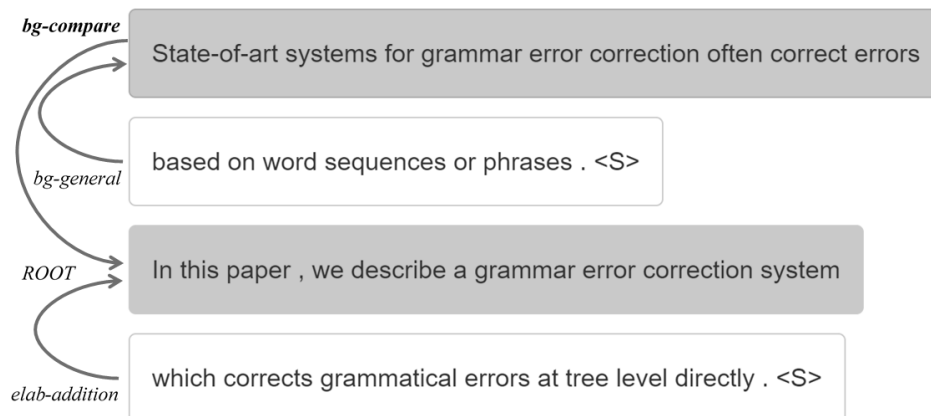 bg-compare
State-of-art systems for grammar error correction often correct errors
based on word sequences or phrases . <S>
bg-general
In this paper , we describe a grammar error correction system
ROOT
which corrects grammatical errors at tree level directly . <S>
elab-addition